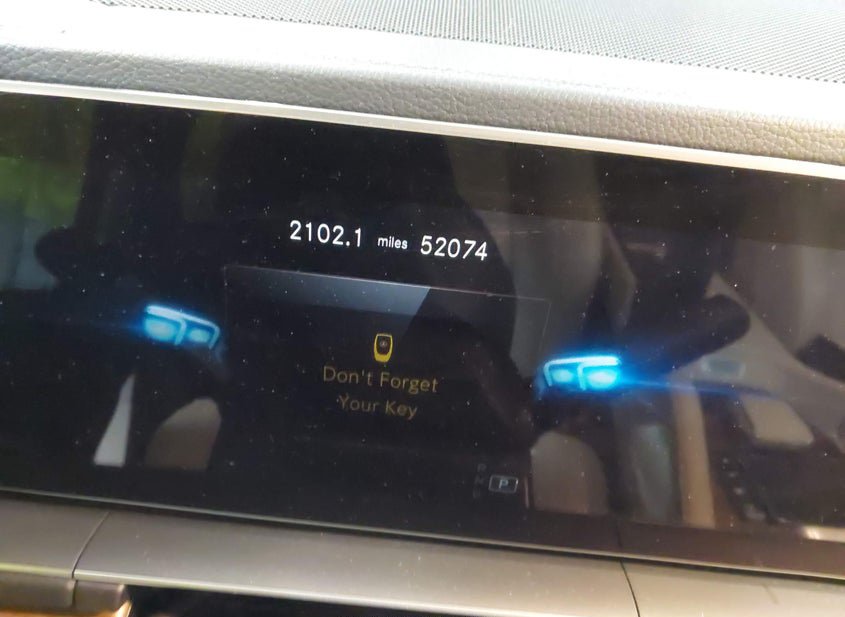 2102.1 miles 52074
Don't Forget
Your Key
P